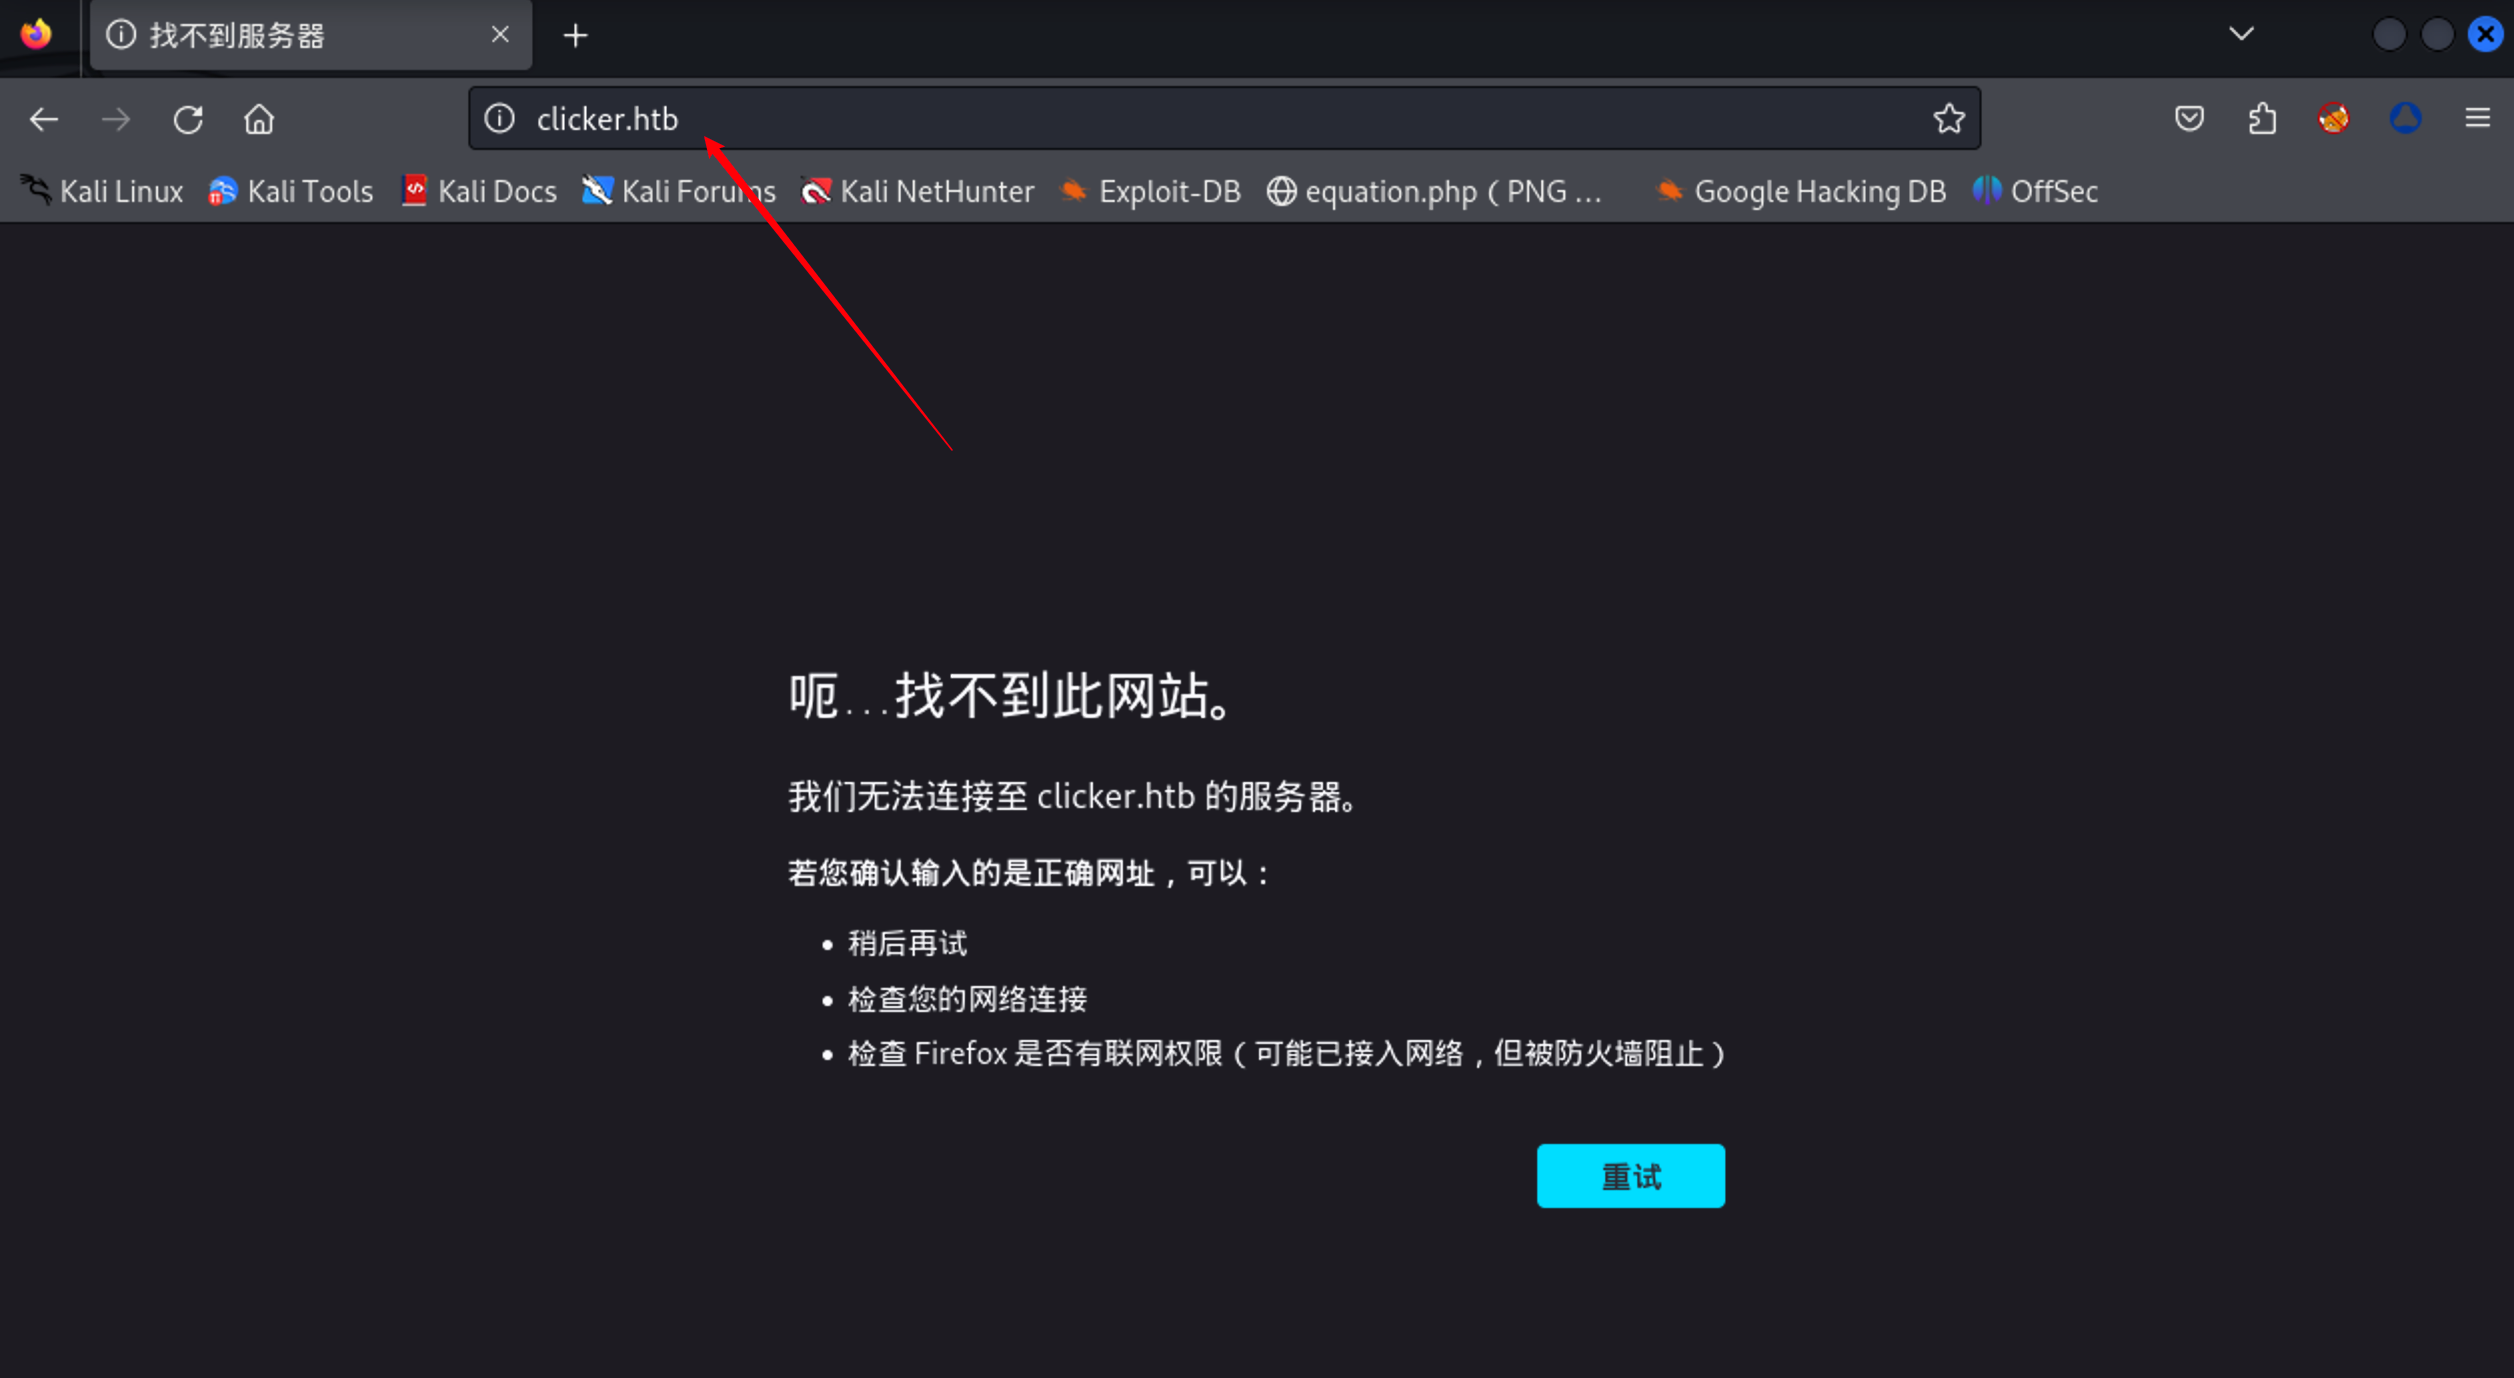 找不到服务器
clicker.htb
Kali Linux Kali Tools Kali Docs Kali Forums Kali NetHunter Exploit-DB equation.php（PNG … Google Hacking DB OffSec
呃…找不到此网站。
我们无法连接至 clicker.htb 的服务器。
若您确认输入的是正确网址，可以：
• 稍后再试
• 检查您的网络连接
• 检查 Firefox 是否有联网权限（可能已接入网络，但被防火墙阻止）
重试